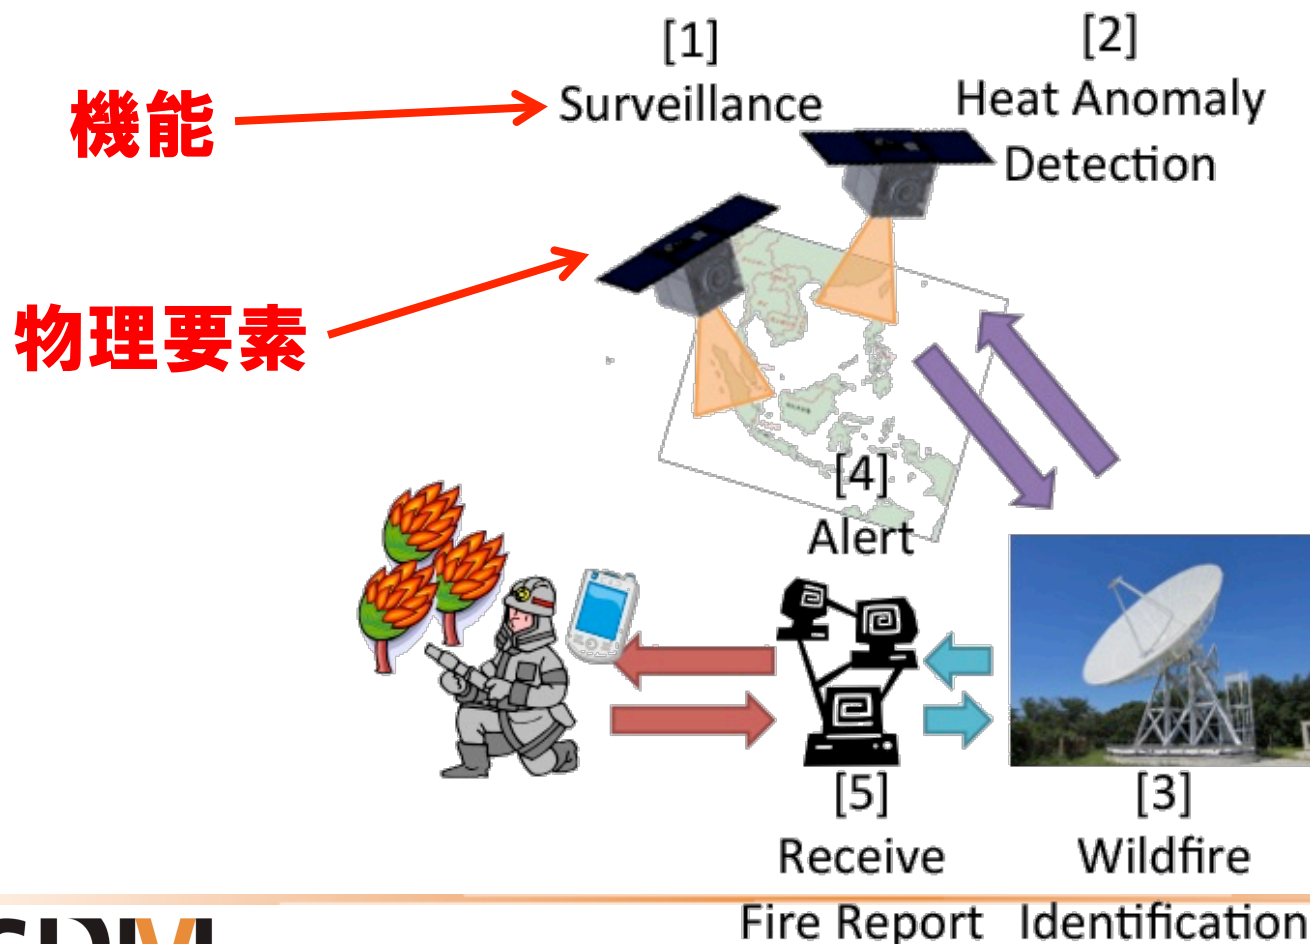 [1]
Surveillance
[2]
Heat Anomaly
Detection
機能
物理要素
[4]
Alert
[5]
Receive
Fire Report
[3]
Wildfire
Identification